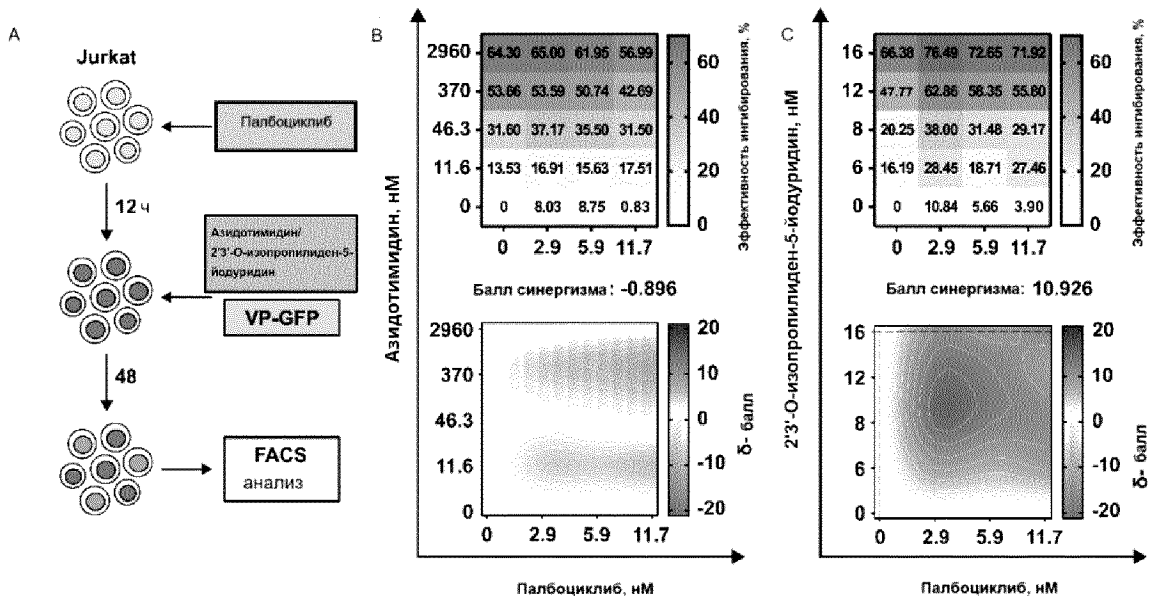 A
Jurkat
Палбоциклиб
12 ч
Азидотимидин/
2'3'-О-изопропилиден-5-
йодуридин
VP-GFP
48
FACS
анализ
B
Азидотимидин, нМ
2960 64.30 65.00 61.95 56.99
370 53.66 53.59 50.74 42.69
46.3 31.60 37.17 35.50 31.50
11.6 13.53 16.91 15.63 17.51
0 0 8.03 8.75 0.83
0 2.9 5.9 11.7
60
40
20
0
Эффективность ингибирования, %
Балл синергизма: -0.896
2960
370
46.3
11.6
0
0 2.9 5.9 11.7
20
10
0
-10
-20
δ- балл
Палбоциклиб, нМ
C
2'3'-О-изопропилиден-5-йодуридин, нМ
16 66.38 76.49 72.65 71.92
12 47.77 62.86 58.35 55.60
8 20.25 38.00 31.48 29.17
6 16.19 28.45 18.71 27.46
0 0 10.84 5.66 3.90
0 2.9 5.9 11.7
60
40
20
0
Эффективность ингибирования, %
Балл синергизма: 10.926
16
12
8
6
0
0 2.9 5.9 11.7
20
10
0
-10
-20
δ- балл
Палбоциклиб, нМ